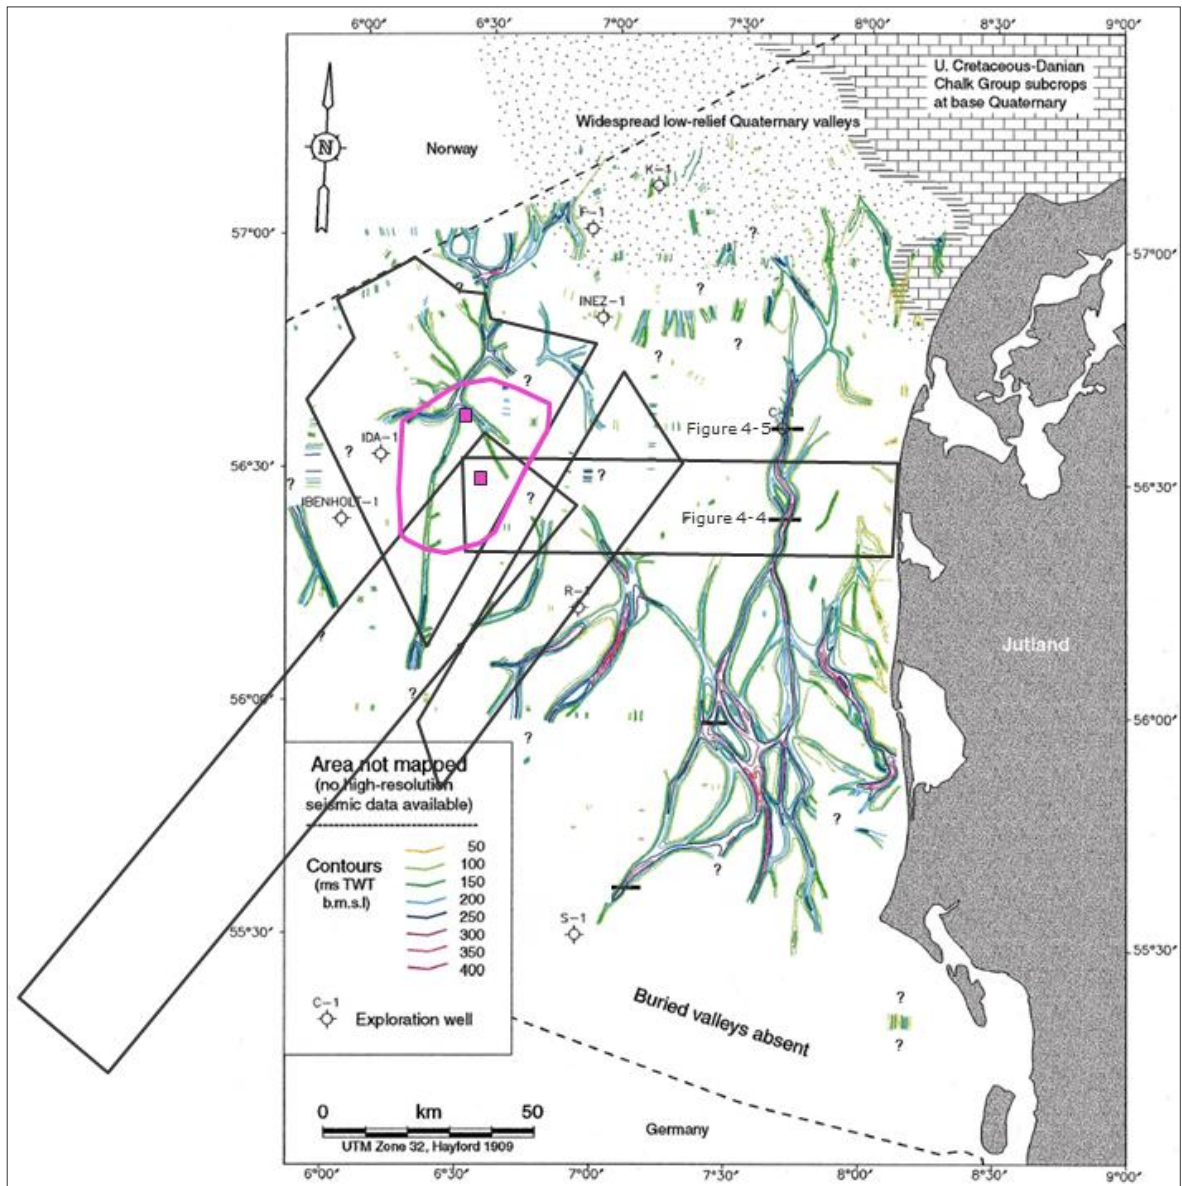 6°00' 6°30' 7°00' 7°30' 8°00' 8°30' 9°00'
U. Cretaceous-Danian
Chalk Group subcrops
at base Quaternary
Widespread low-relief Quaternary valleys
N
Norway
K-1
F-1
57°00'
57°00'
?
?
?
INEZ-1
?
?
?
Figure 4-5
IDA-1
?
56°30'
56°30'
?
?
?
IBENHOLT-1
Figure 4-4
R-1
?
Jutland
?
56°00'
56°00'
?
Area not mapped
(no high-resolution
seismic data available)
?
Contours
(ms TWT
b.m.s.l)
50
100
150
200
250
300
350
400
?
S-1
55°30'
55°30'
C-1
Exploration well
Buried valleys absent
?
?
0 km 50
UTM Zone 32, Hayford 1909
Germany
6°00' 6°30' 7°00' 7°30' 8°00' 8°30' 9°00'